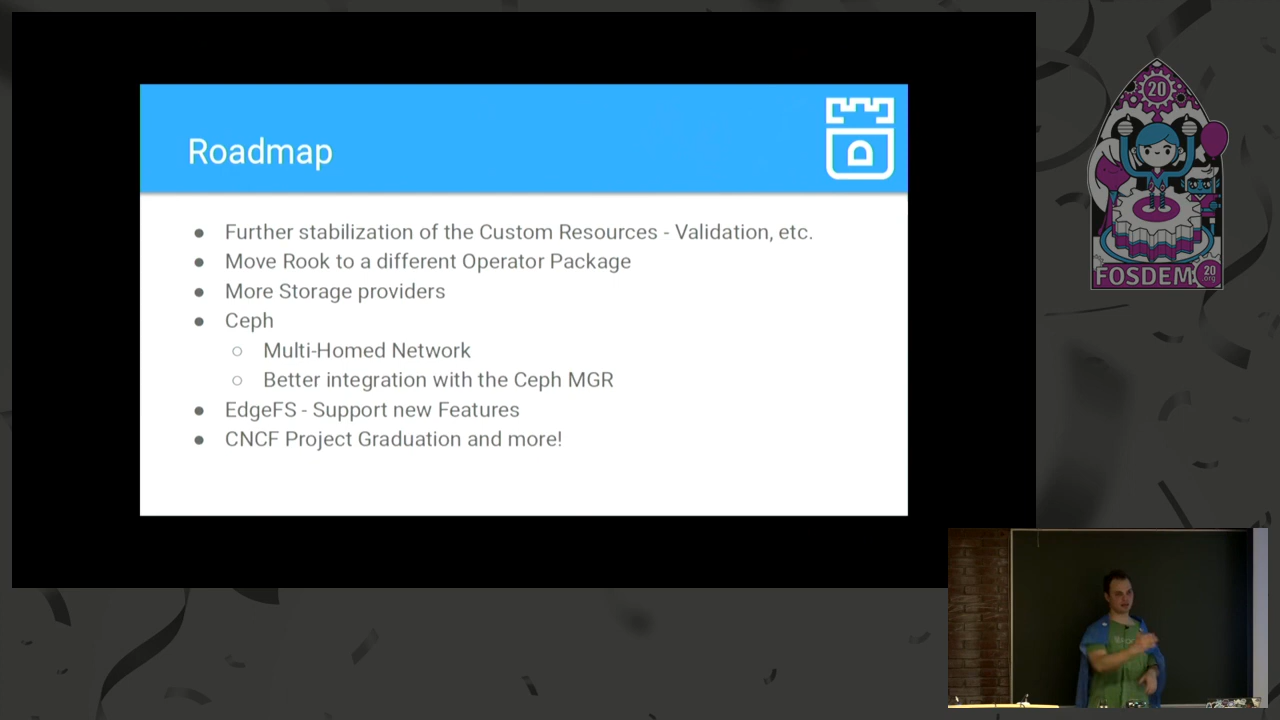 Roadmap
● Further stabilization of the Custom Resources - Validation, etc.
● Move Rook to a different Operator Package
● More Storage providers
● Ceph
○ Multi-Homed Network
○ Better integration with the Ceph MGR
● EdgeFS - Support new Features
● CNCF Project Graduation and more!
20
FOSDEM
20
.org